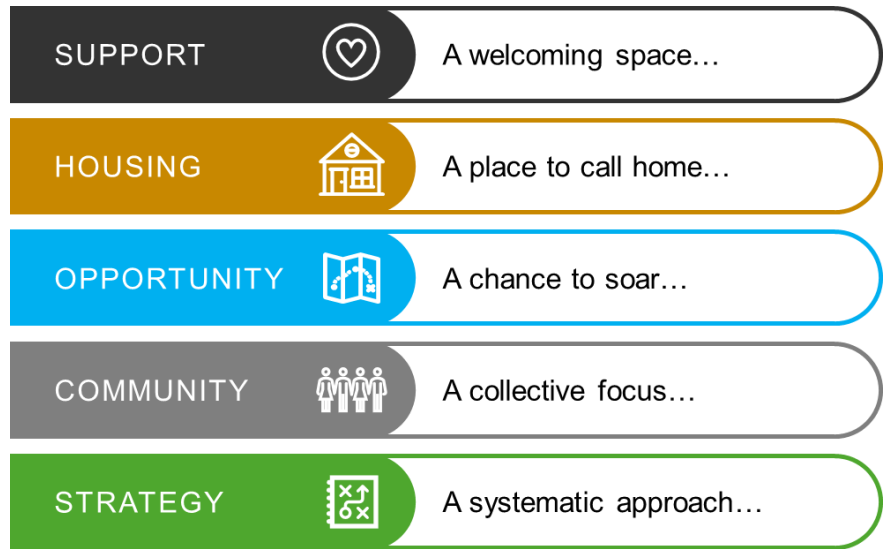 SUPPORT
A welcoming space…
HOUSING
A place to call home…
OPPORTUNITY
A chance to soar…
COMMUNITY
A collective focus…
STRATEGY
A systematic approach…